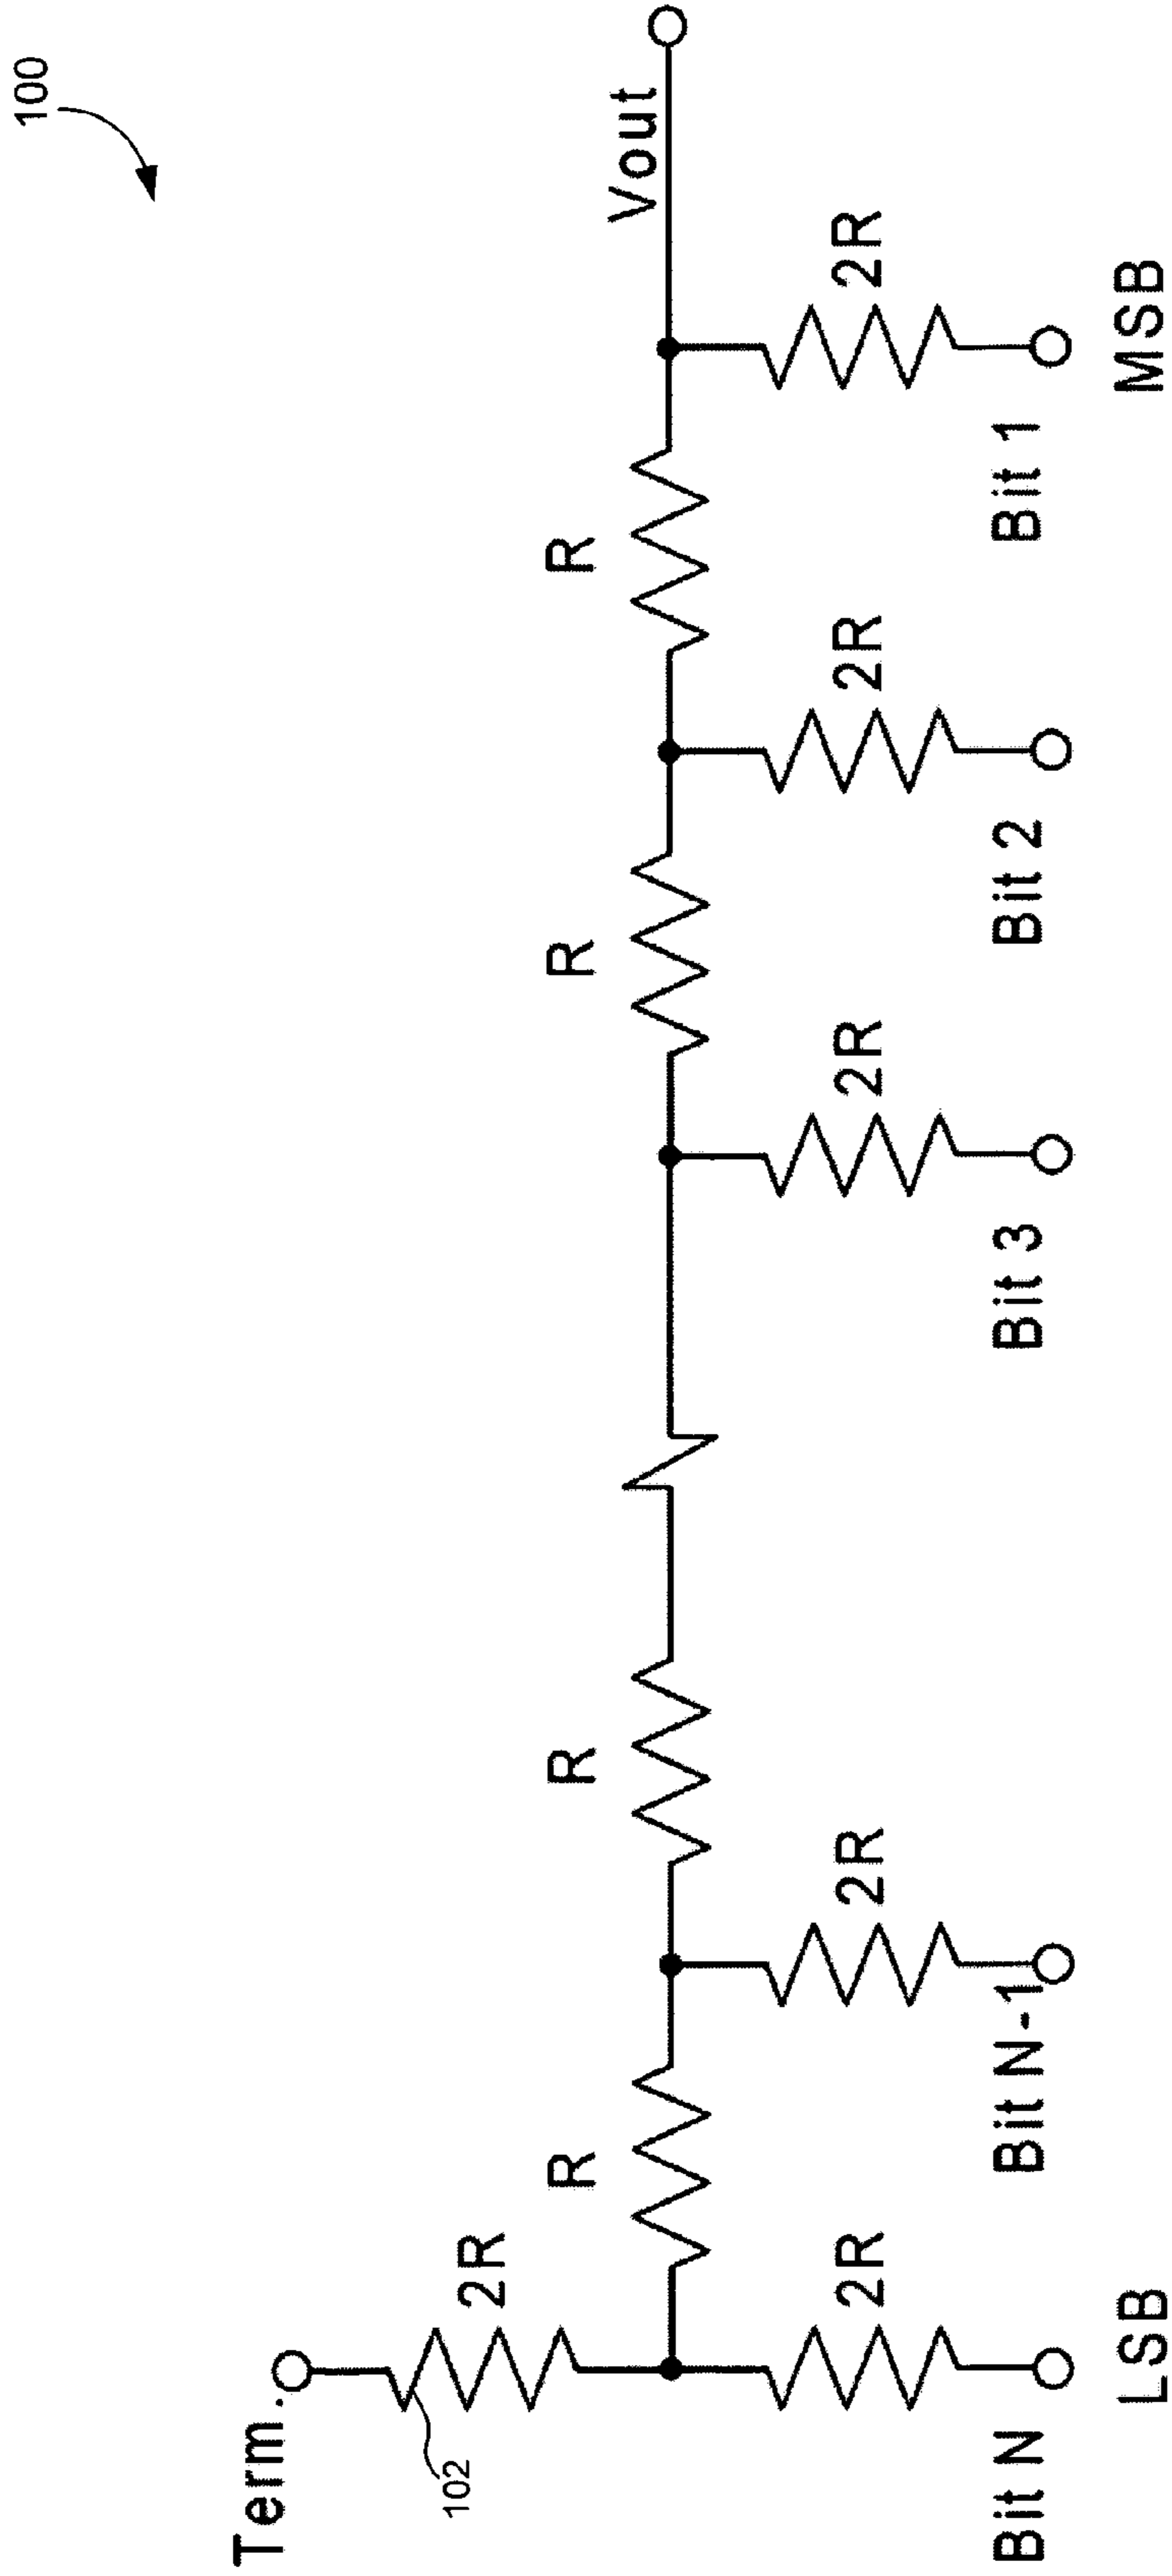 100
Term.
102
2R
R
R
R
R
Vout
2R
2R
2R
2R
2R
Bit N
Bit N-1
Bit 3
Bit 2
Bit 1
LSB
MSB